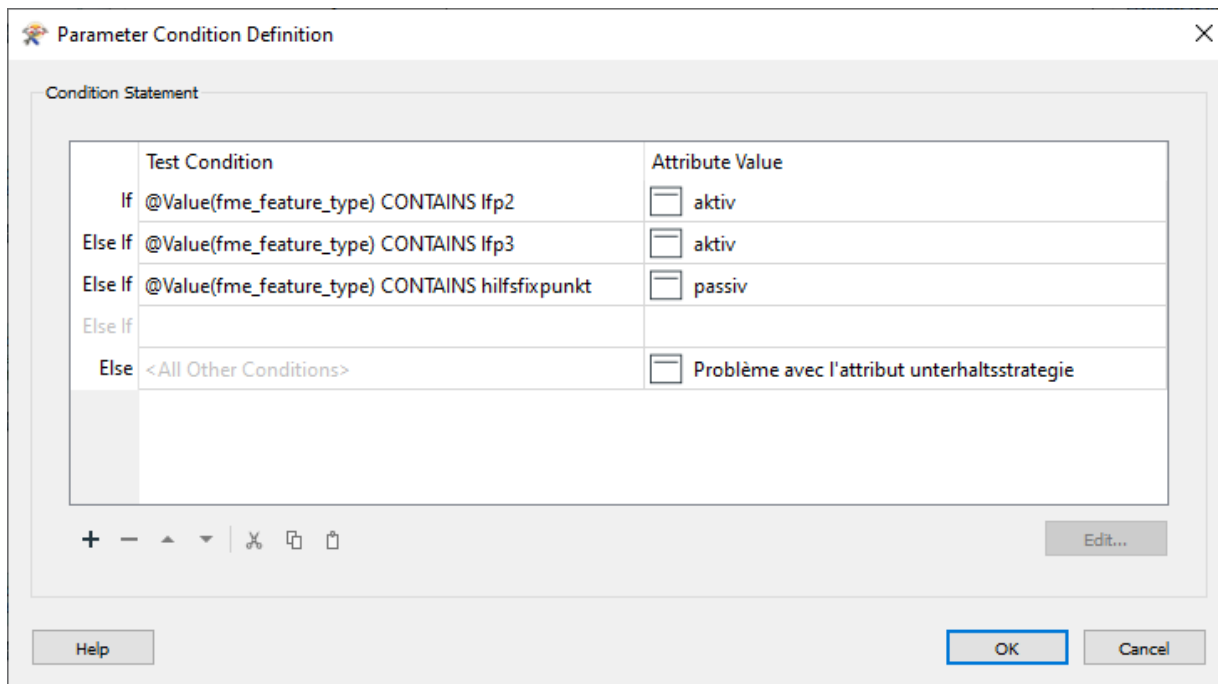 Parameter Condition Definition
Condition Statement
Test Condition Attribute Value
If @Value(fme_feature_type) CONTAINS lfp2 aktiv
Else If @Value(fme_feature_type) CONTAINS lfp3 aktiv
Else If @Value(fme_feature_type) CONTAINS hilfsfixpunkt passiv
Else If
Else <All Other Conditions> Problème avec l'attribut unterhaltsstrategie
Edit...
Help OK Cancel